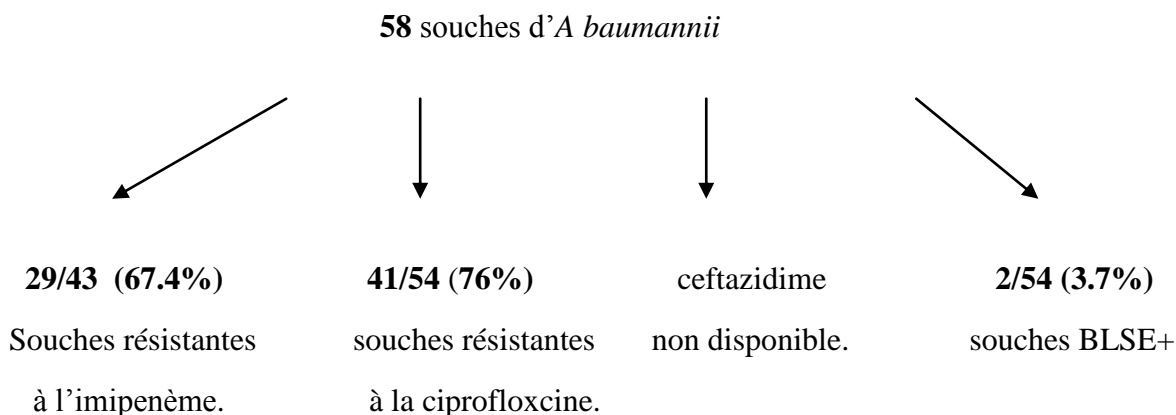 58 souches d’A baumannii
29/43 (67.4%)
Souches résistantes
à l’imipenème.
41/54 (76%)
souches résistantes
à la ciprofloxcine.
ceftazidime
non disponible.
2/54 (3.7%)
souches BLSE+